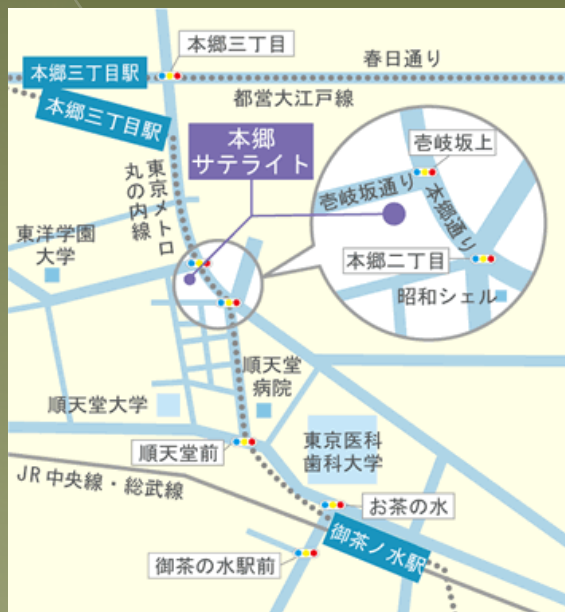 本郷三丁目
春日通り
本郷三丁目駅
本郷三丁目駅
都営大江戸線
本郷
サテライト
東京メトロ
丸の内線
壱岐坂上
壱岐坂通り
本郷通り
本郷二丁目
昭和シェル
東洋学園
大学
順天堂
病院
順天堂大学
順天堂前
東京医科
歯科大学
JR中央線・総武線
お茶の水
御茶ノ水駅
御茶の水駅前